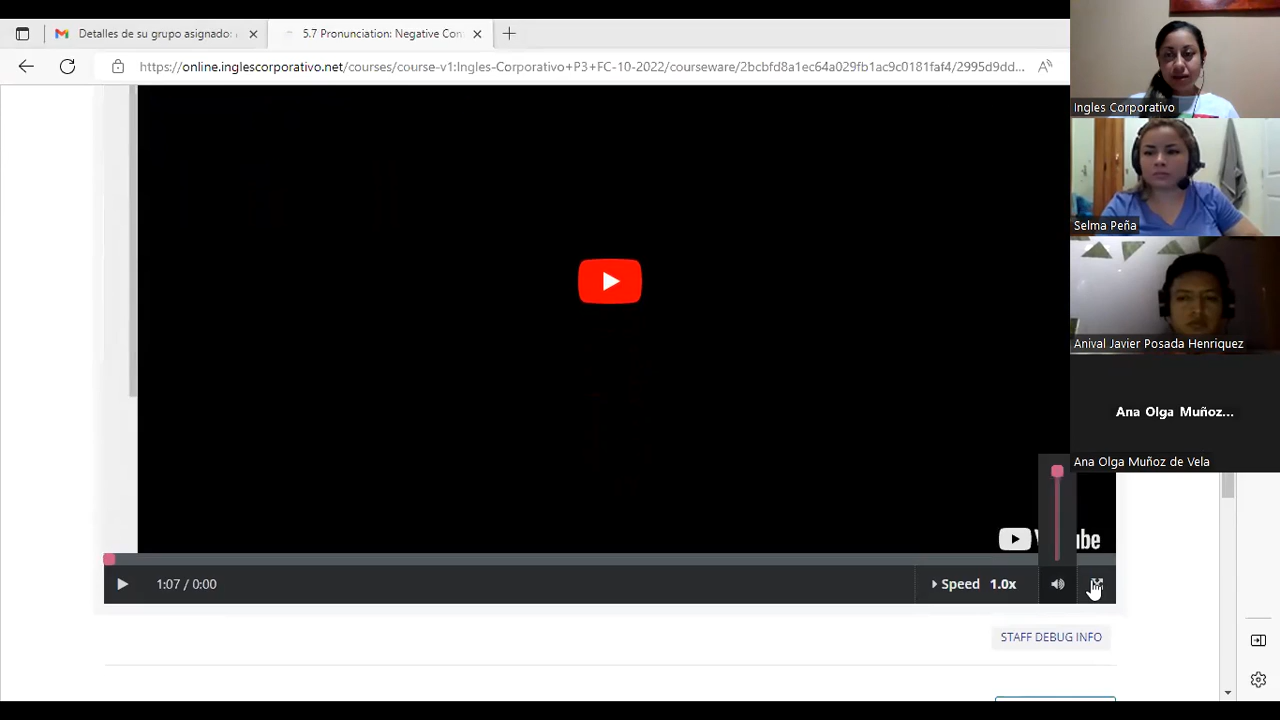 Detalles de su grupo asignado:
5.7 Pronunciation: Negative Con
https://online.inglescorporativo.net/courses/course-v1:Ingles-Corporativo+P3+FC-10-2022/courseware/2bcbfd8a1ec64a029fb1ac9c0181faf4/2995d9dd...
Ingles Corporativo
Selma Peña
Anival Javier Posada Henriquez
Ana Olga Muñoz...
Ana Olga Muñoz de Vela
1:07 / 0:00
Speed 1.0x
STAFF DEBUG INFO